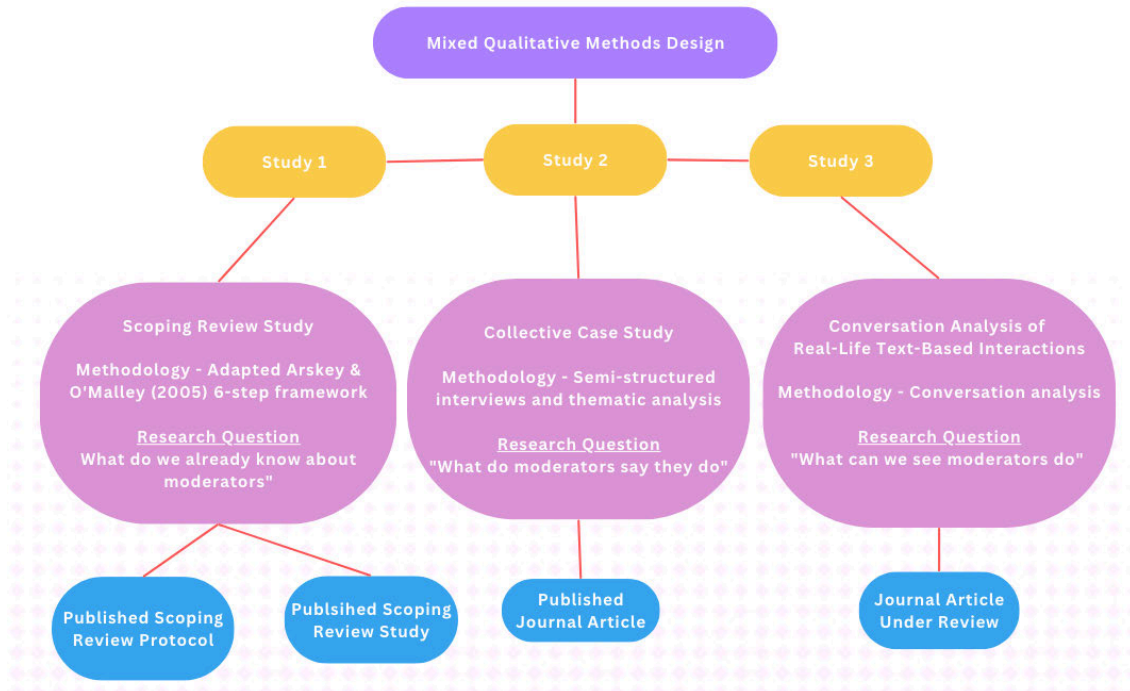 Mixed Qualitative Methods Design
Study 1
Study 2
Study 3
Scoping Review Study
Methodology - Adapted Arskey &
O'Malley (2005) 6-step framework
Research Question
What do we already know about
moderators"
Collective Case Study
Methodology - Semi-structured
interviews and thematic analysis
Research Question
"What do moderators say they do"
Conversation Analysis of
Real-Life Text-Based Interactions
Methodology - Conversation analysis
Research Question
"What can we see moderators do"
Published Scoping
Review Protocol
Publsihed Scoping
Review Study
Published
Journal Article
Journal Article
Under Review